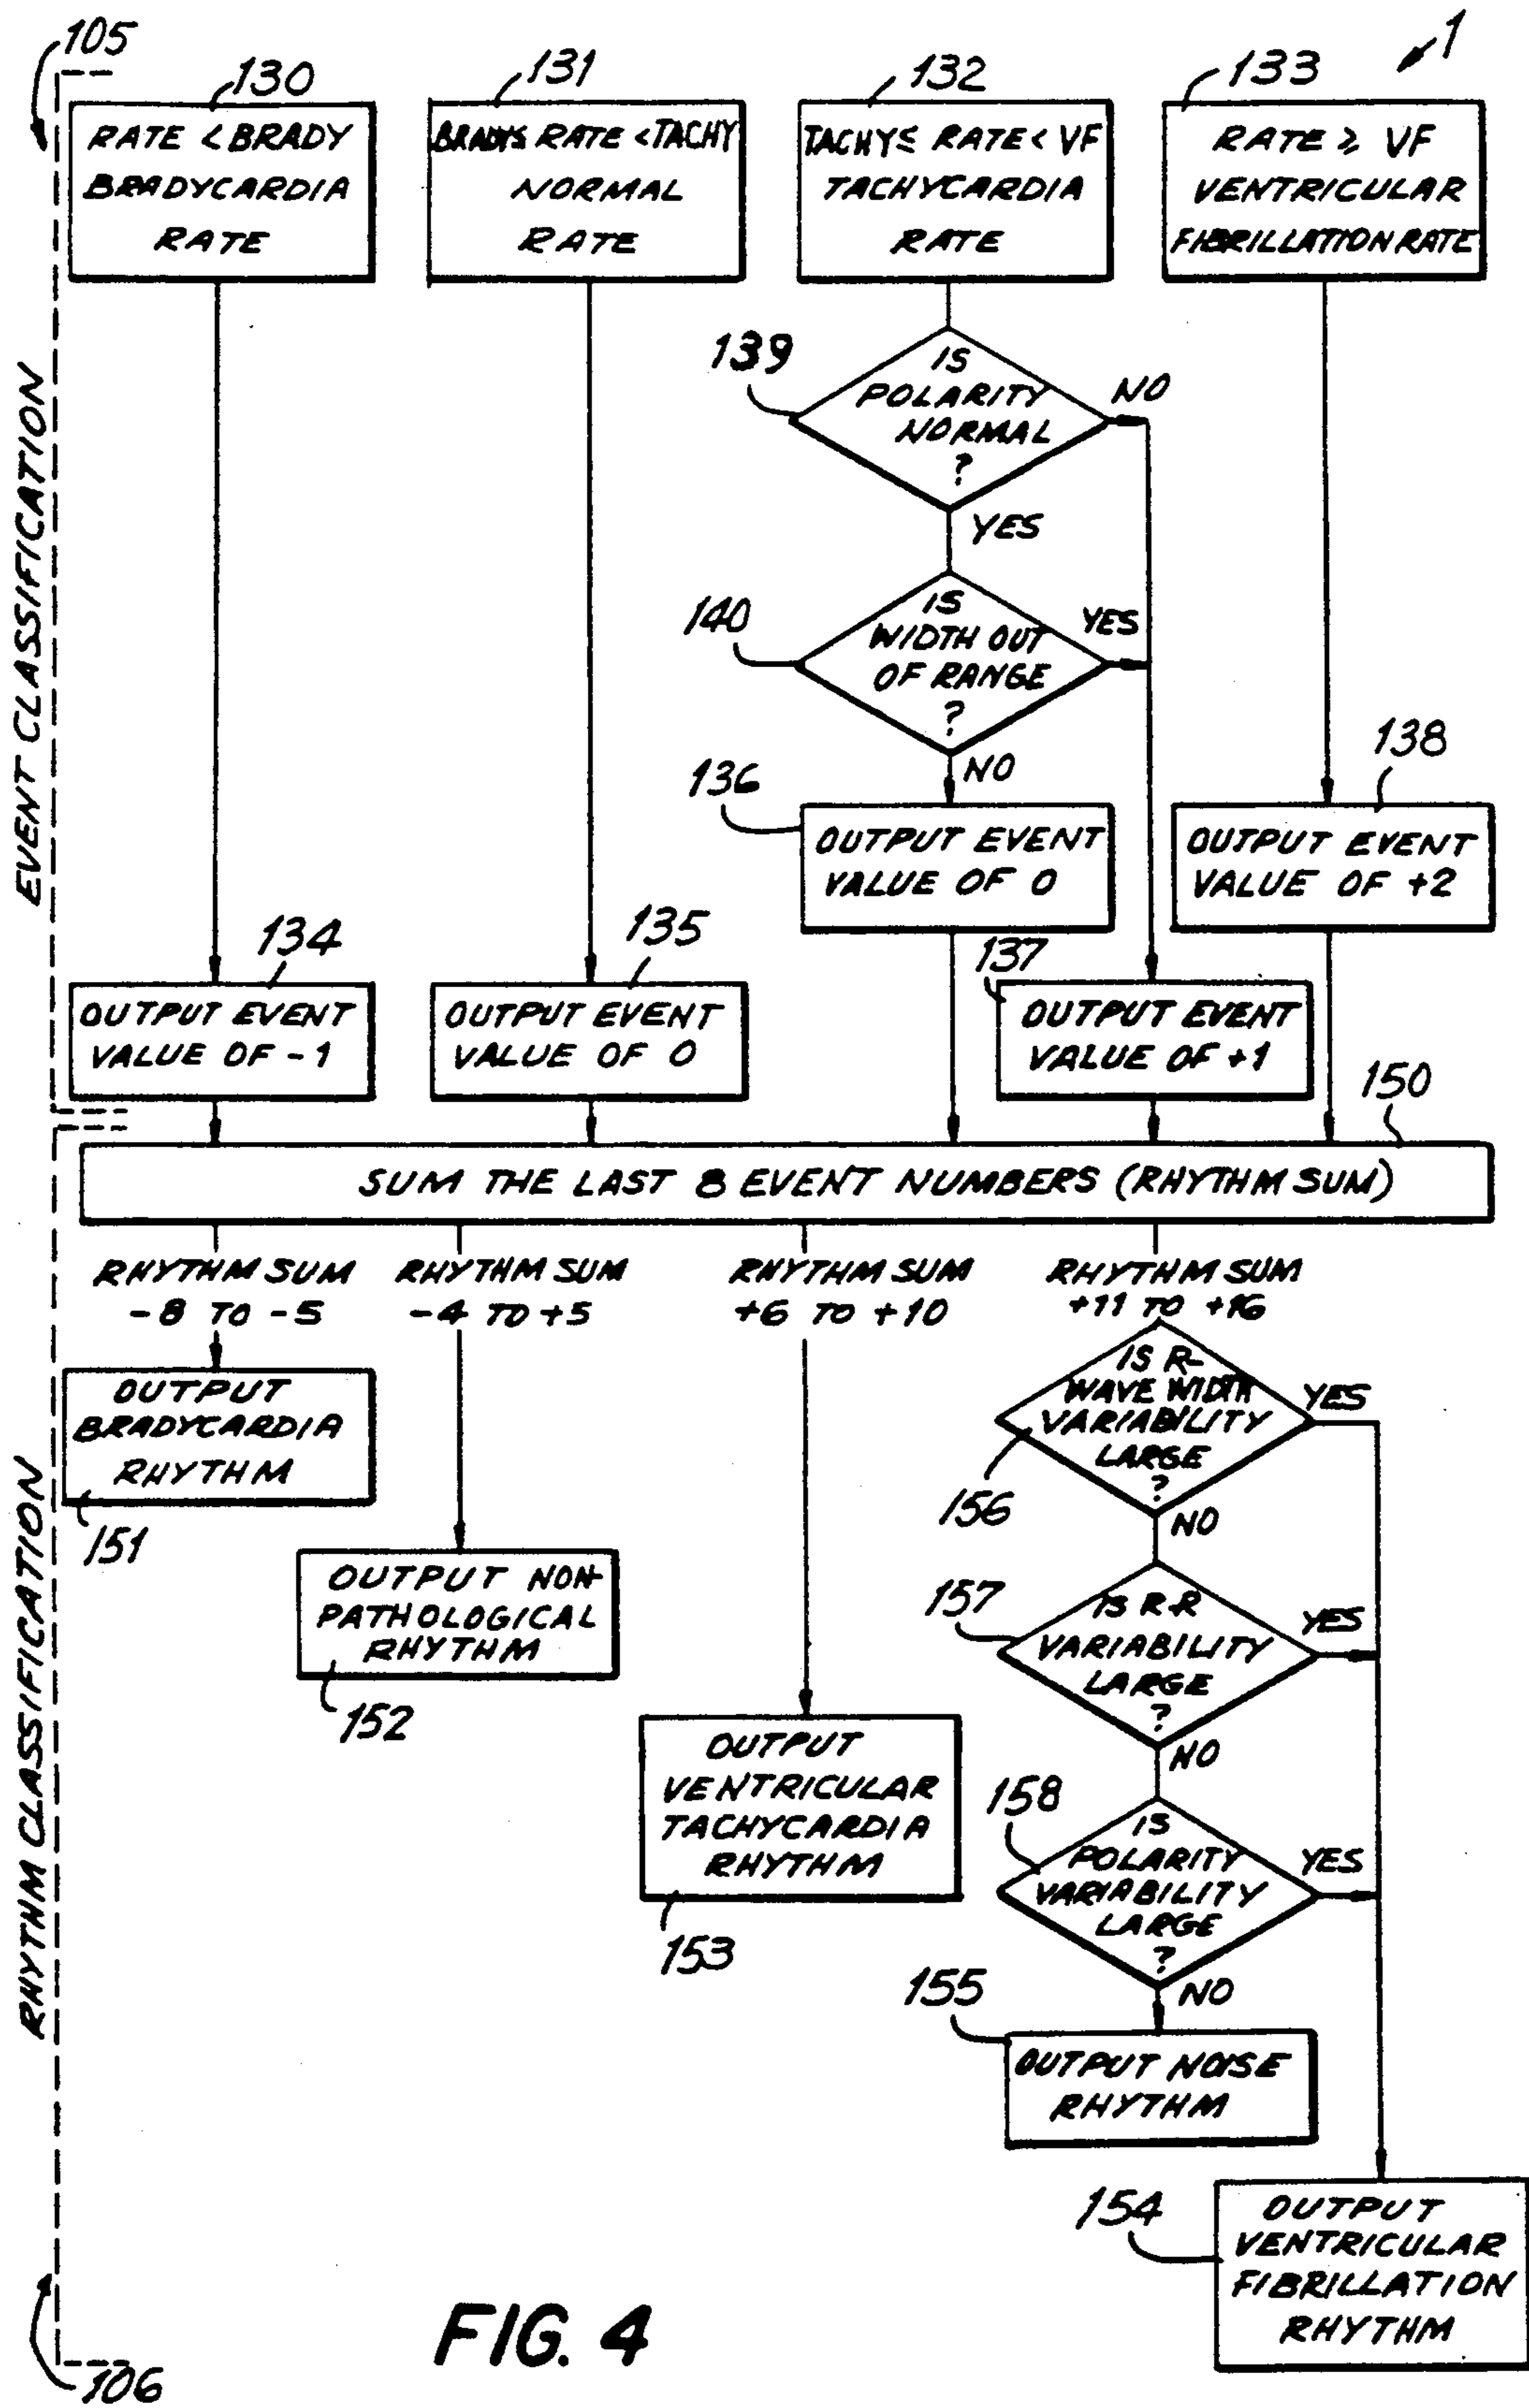 105
1
130
131
132
133
RATE < BRADY
BRADYCARDIA
RATE
BRADY≤ RATE < TACHY
NORMAL
RATE
TACHY≤ RATE < VF
TACHYCARDIA
RATE
RATE ≥ VF
VENTRICULAR
FIBRILLATION RATE
EVENT CLASSIFICATION
139
IS
POLARITY
NORMAL
?
NO
YES
140
IS
WIDTH OUT
OF RANGE
?
YES
NO
136
OUTPUT EVENT
VALUE OF 0
138
OUTPUT EVENT
VALUE OF +2
134
OUTPUT EVENT
VALUE OF -1
135
OUTPUT EVENT
VALUE OF 0
137
OUTPUT EVENT
VALUE OF +1
150
SUM THE LAST 8 EVENT NUMBERS (RHYTHM SUM)
RHYTHM SUM
-8 TO -5
RHYTHM SUM
-4 TO +5
RHYTHM SUM
+6 TO +10
RHYTHM SUM
+11 TO +16
RHYTHM CLASSIFICATION
OUTPUT
BRADYCARDIA
RHYTHM
151
OUTPUT NON-
PATHOLOGICAL
RHYTHM
152
OUTPUT
VENTRICULAR
TACHYCARDIA
RHYTHM
153
IS R-
WAVE WIDTH
VARIABILITY
LARGE
?
YES
156
NO
157
IS R-R
VARIABILITY
LARGE
?
YES
NO
158
IS
POLARITY
VARIABILITY
LARGE
?
YES
NO
155
OUTPUT NOISE
RHYTHM
154
OUTPUT
VENTRICULAR
FIBRILLATION
RHYTHM
FIG. 4
106